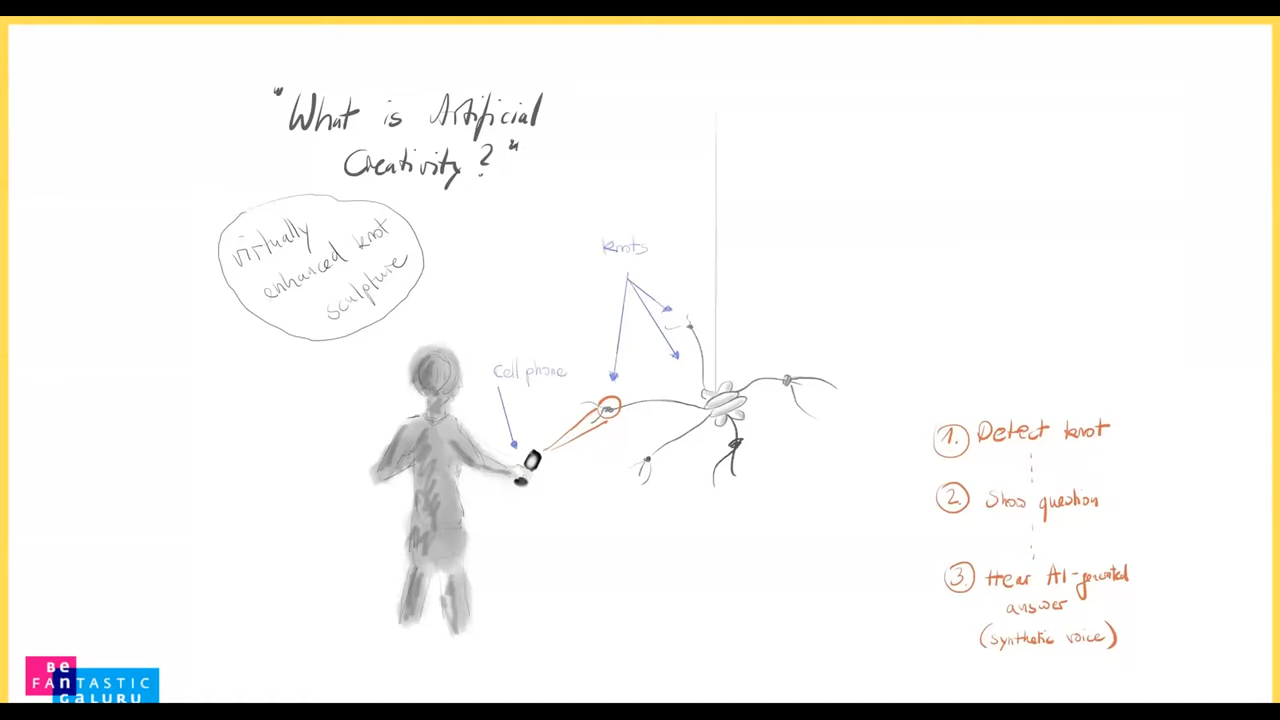 "What is Artificial
Creativity?"
virtually
enhanced knot
sculpture
knots
Cell phone
1. Detect knot
2. Show question
3. Hear AI-generated
answer
(synthetic voice)
Be
FANTASTIC
nGALURU